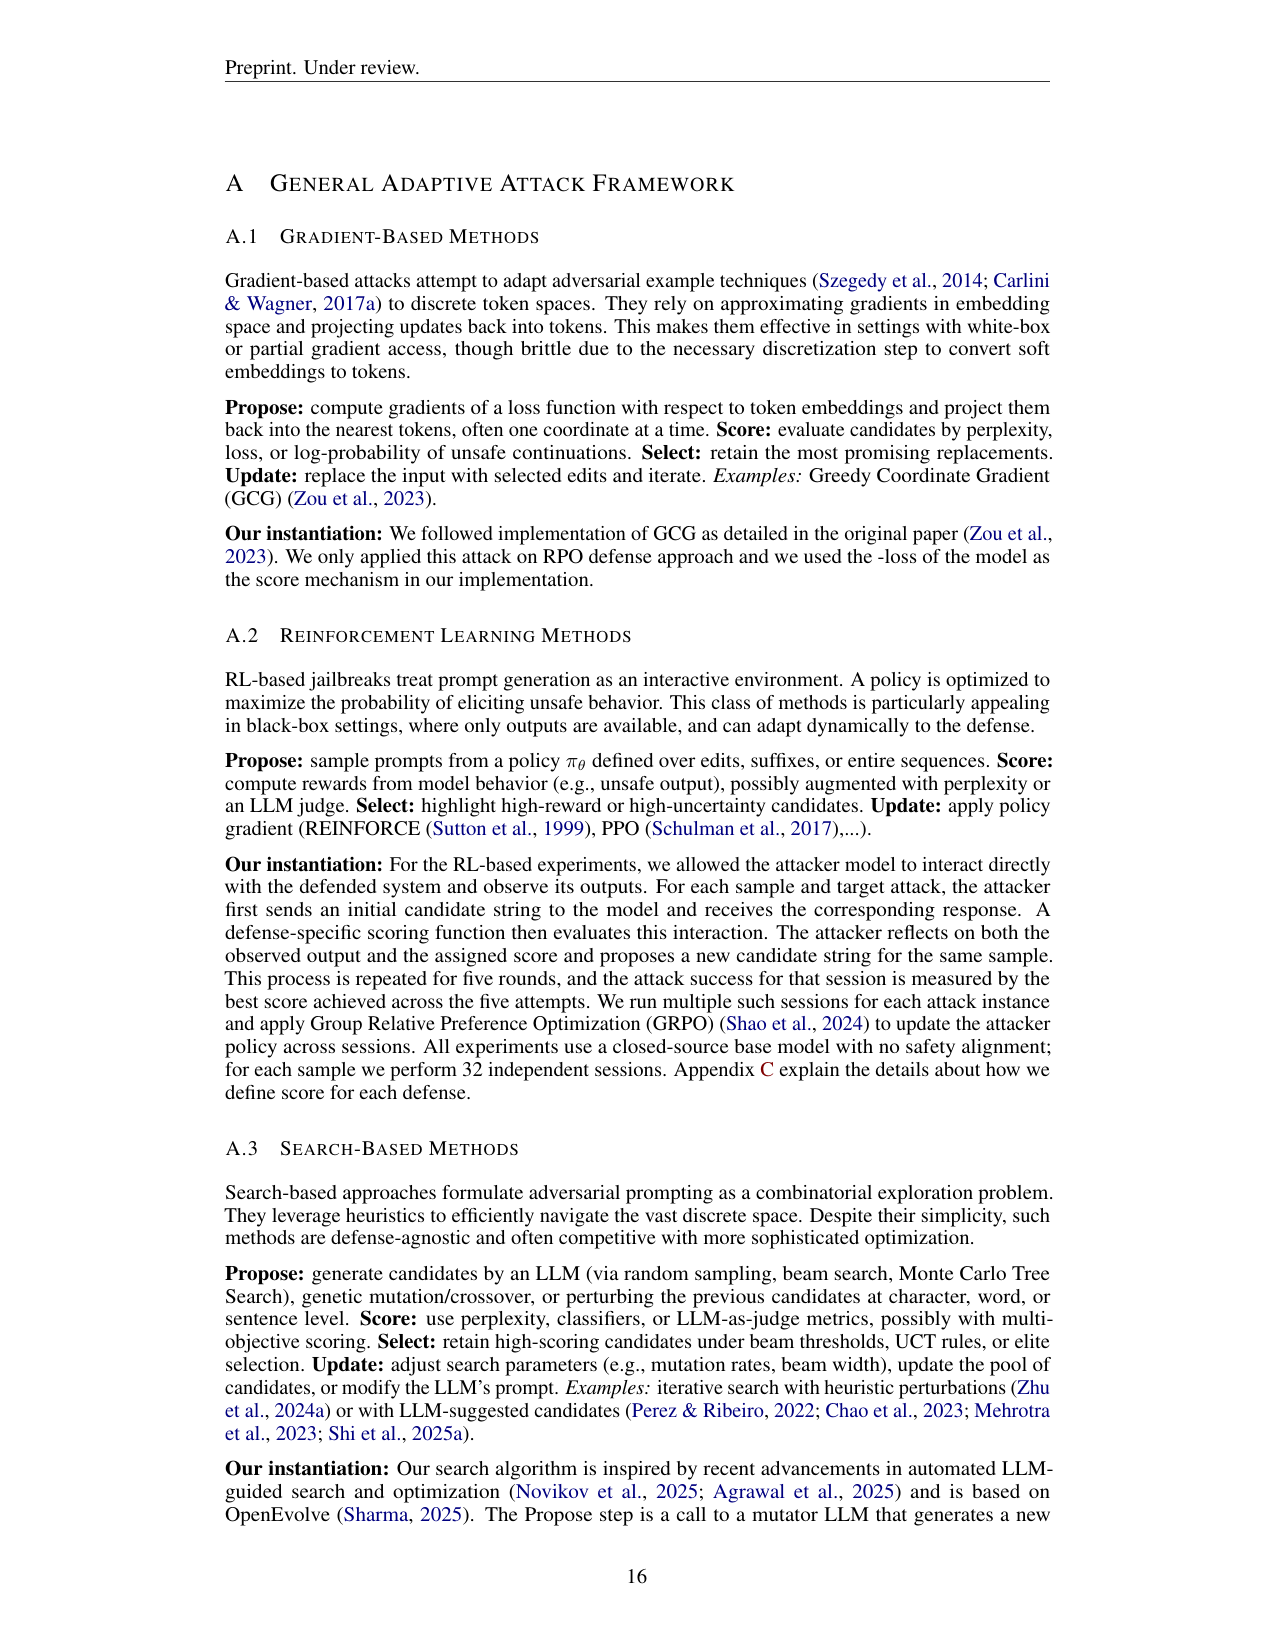 Preprint. Under review.
A GENERAL ADAPTIVE ATTACK FRAMEWORK
A.1 GRADIENT-BASED METHODS
Gradient-based attacks attempt to adapt adversarial example techniques (Szegedy et al., 2014; Carlini
& Wagner, 2017a) to discrete token spaces. They rely on approximating gradients in embedding
space and projecting updates back into tokens. This makes them effective in settings with white-box
or partial gradient access, though brittle due to the necessary discretization step to convert soft
embeddings to tokens.
Propose: compute gradients of a loss function with respect to token embeddings and project them
back into the nearest tokens, often one coordinate at a time. Score: evaluate candidates by perplexity,
loss, or log-probability of unsafe continuations. Select: retain the most promising replacements.
Update: replace the input with selected edits and iterate. Examples: Greedy Coordinate Gradient
(GCG) (Zou et al., 2023).
Our instantiation: We followed implementation of GCG as detailed in the original paper (Zou et al.,
2023). We only applied this attack on RPO defense approach and we used the -loss of the model as
the score mechanism in our implementation.
A.2 REINFORCEMENT LEARNING METHODS
RL-based jailbreaks treat prompt generation as an interactive environment. A policy is optimized to
maximize the probability of eliciting unsafe behavior. This class of methods is particularly appealing
in black-box settings, where only outputs are available, and can adapt dynamically to the defense.
Propose: sample prompts from a policy πθ defined over edits, suffixes, or entire sequences. Score:
compute rewards from model behavior (e.g., unsafe output), possibly augmented with perplexity or
an LLM judge. Select: highlight high-reward or high-uncertainty candidates. Update: apply policy
gradient (REINFORCE (Sutton et al., 1999), PPO (Schulman et al., 2017),...).
Our instantiation: For the RL-based experiments, we allowed the attacker model to interact directly
with the defended system and observe its outputs. For each sample and target attack, the attacker
first sends an initial candidate string to the model and receives the corresponding response. A
defense-specific scoring function then evaluates this interaction. The attacker reflects on both the
observed output and the assigned score and proposes a new candidate string for the same sample.
This process is repeated for five rounds, and the attack success for that session is measured by the
best score achieved across the five attempts. We run multiple such sessions for each attack instance
and apply Group Relative Preference Optimization (GRPO) (Shao et al., 2024) to update the attacker
policy across sessions. All experiments use a closed-source base model with no safety alignment;
for each sample we perform 32 independent sessions. Appendix C explain the details about how we
define score for each defense.
A.3 SEARCH-BASED METHODS
Search-based approaches formulate adversarial prompting as a combinatorial exploration problem.
They leverage heuristics to efficiently navigate the vast discrete space. Despite their simplicity, such
methods are defense-agnostic and often competitive with more sophisticated optimization.
Propose: generate candidates by an LLM (via random sampling, beam search, Monte Carlo Tree
Search), genetic mutation/crossover, or perturbing the previous candidates at character, word, or
sentence level. Score: use perplexity, classifiers, or LLM-as-judge metrics, possibly with multi-
objective scoring. Select: retain high-scoring candidates under beam thresholds, UCT rules, or elite
selection. Update: adjust search parameters (e.g., mutation rates, beam width), update the pool of
candidates, or modify the LLM's prompt. Examples: iterative search with heuristic perturbations (Zhu
et al., 2024a) or with LLM-suggested candidates (Perez & Ribeiro, 2022; Chao et al., 2023; Mehrotra
et al., 2023; Shi et al., 2025a).
Our instantiation: Our search algorithm is inspired by recent advancements in automated LLM-
guided search and optimization (Novikov et al., 2025; Agrawal et al., 2025) and is based on
OpenEvolve (Sharma, 2025). The Propose step is a call to a mutator LLM that generates a new
16